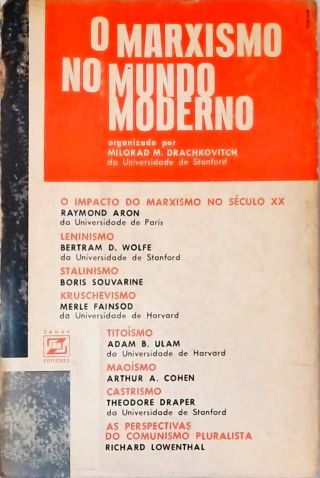 O MARXISMO
NO MUNDO
MODERNO
organizado por
MILORAD M. DRACHKOVITCH
da Universidade de Stanford
O IMPACTO DO MARXISMO NO SÉCULO XX
RAYMOND ARON
da Universidade de Paris
LENINISMO
BERTRAM D. WOLFE
da Universidade de Stanford
STALINISMO
BORIS SOUVARINE
KRUSCHEVISMO
MERLE FAINSOD
da Universidade de Harvard
TITOÍSMO
ADAM B. ULAM
da Universidade de Harvard
MAOÍSMO
ARTHUR A. COHEN
CASTRISMO
THEODORE DRAPER
da Universidade de Stanford
AS PERSPECTIVAS
DO COMUNISMO PLURALISTA
RICHARD LOWENTHAL
ZAHAR
EDITORES